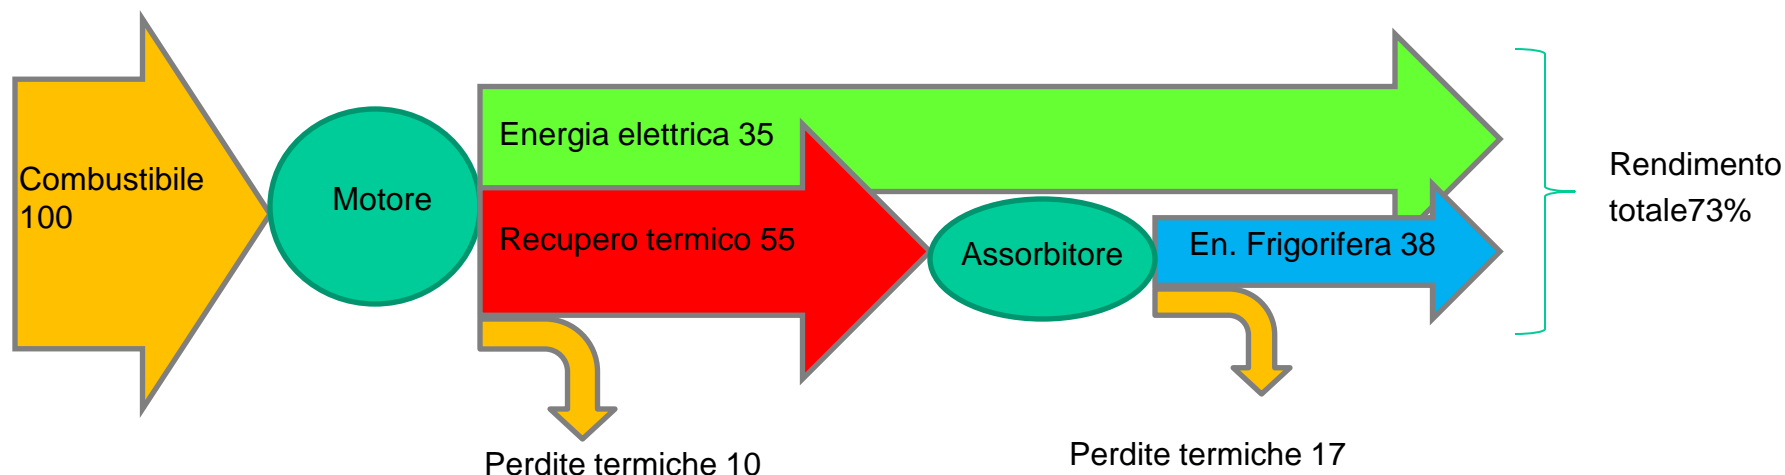 Combustibile
100
Motore
Energia elettrica 35
Recupero termico 55
Perdite termiche 10
Assorbitore
En. Frigorifera 38
Perdite termiche 17
Rendimento
totale73%